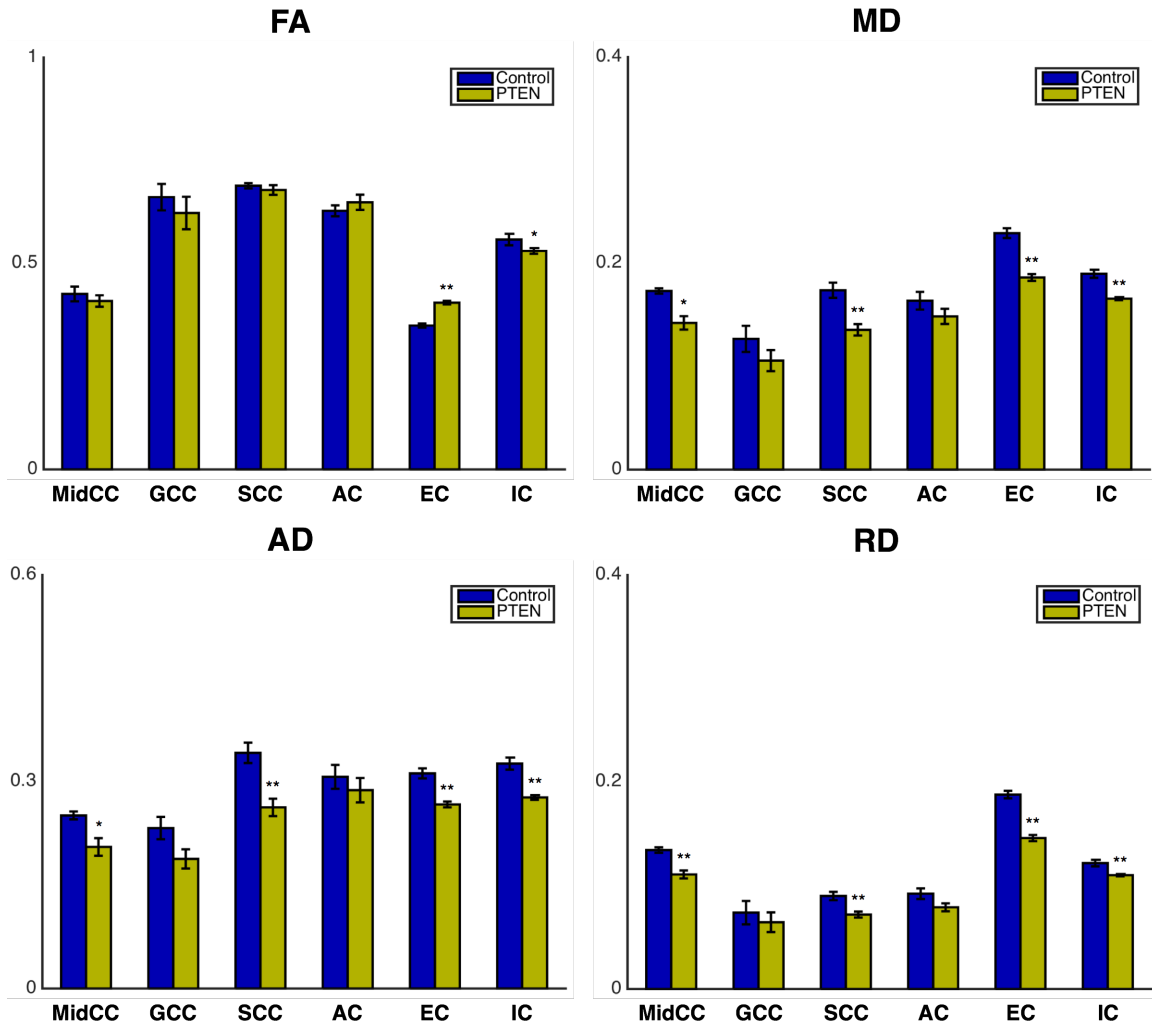 FA
1
Control
PTEN
0.5
*
**
0
MidCC GCC SCC AC EC IC
MD
0.4
Control
PTEN
0.2
**
**
*
**
0
MidCC GCC SCC AC EC IC
AD
0.6
Control
PTEN
0.3
**
**
**
*
0
MidCC GCC SCC AC EC IC
RD
0.4
Control
PTEN
0.2
**
**
**
**
0
MidCC GCC SCC AC EC IC